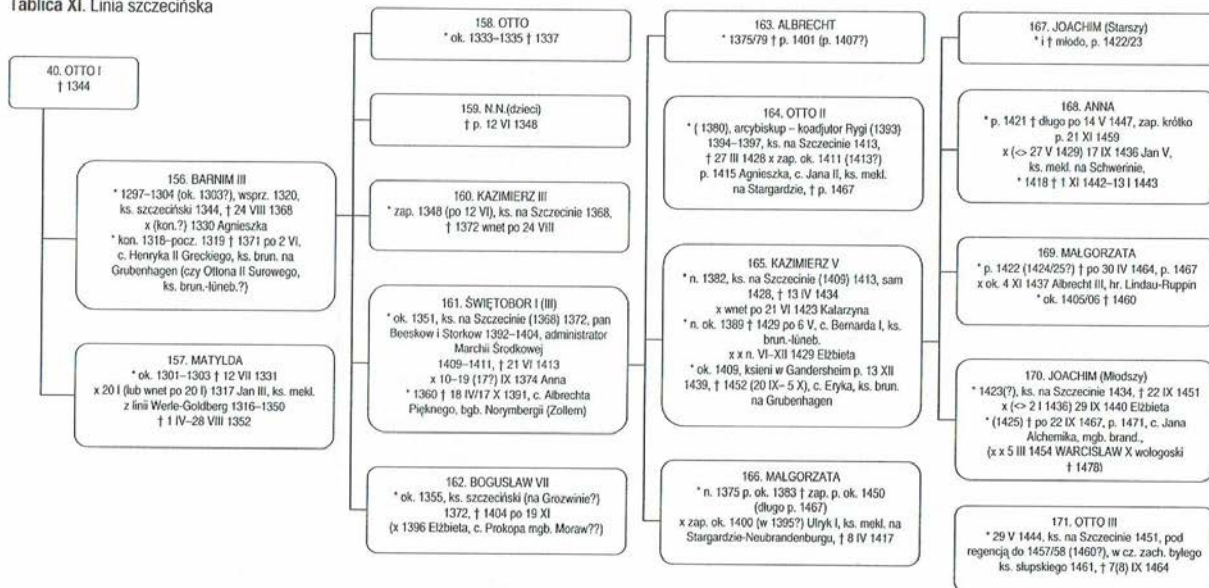 Tablica XI. Linia szczecińska
40. OTTO I
† 1344
156. BARNIM III
* 1297–1304 (ok. 1303?), wsprz. 1320,
ks. szczeciński 1344, † 24 VIII 1368
x (kon.?) 1330 Agnieszka
* kon. 1318–pocz. 1319 † 1371 po 2 VI,
c. Henryka II Greckiego, ks. brun. na
Grubenhagen (czy Ottona II Surowego,
ks. brun.-lüneb.?)
157. MATYLDA
* ok. 1301–1303 † 12 VII 1331
x 20 I (lub wnet po 20 I) 1317 Jan III, ks. mekl.
z linii Werle-Goldberg 1316–1350
† 1 IV–28 VIII 1352
158. OTTO
* ok. 1333–1335 † 1337
159. N.N.(dzieci)
† p. 12 VI 1348
160. KAZIMIERZ III
* zap. 1348 (po 12 VI), ks. na Szczecinie 1368,
† 1372 wnet po 24 VIII
161. ŚWIĘTOBOR I (III)
* ok. 1351, ks. na Szczecinie (1368) 1372, pan
Beeskow i Storkow 1392–1404, administrator
Marchii Środkowej
1409–1411, † 21 VI 1413
x 10–19 (17?) IX 1374 Anna
* 1360 † 18 IV/17 X 1391, c. Albrechta
Pięknego, bgb. Norymbergii (Zollern)
162. BOGUSŁAW VII
* ok. 1355, ks. szczeciński (na Grozwinie?)
1372, † 1404 po 19 XI
(x 1396 Elżbieta, c. Prokopa mgb. Moraw??)
163. ALBRECHT
* 1375/79 † p. 1401 (p. 1407?)
164. OTTO II
* ( 1380), arcybiskup – koadjutor Rygi (1393)
1394–1397, ks. na Szczecinie 1413,
† 27 III 1428 x zap. ok. 1411 (1413?)
p. 1415 Agnieszka, c. Jana II, ks. mekl.
na Stargardzie, † p. 1467
165. KAZIMIERZ V
* n. 1382, ks. na Szczecinie (1409) 1413, sam
1428, † 13 IV 1434
x wnet po 21 VI 1423 Katarzyna
* n. ok. 1389 † 1429 po 6 V, c. Bernarda I, ks.
brun.-lüneb.
x x n. VI–XII 1429 Elżbieta
* ok. 1409, ksieni w Gandersheim p. 13 XII
1439, † 1452 (20 IX– 5 X), c. Eryka, ks. brun.
na Grubenhagen
166. MAŁGORZATA
* n. 1375 p. ok. 1383 † zap. p. ok. 1450
(długo p. 1467)
x zap. ok. 1400 (w 1395?) Ulryk I, ks. mekl. na
Stargardzie-Neubrandenburgu, † 8 IV 1417
167. JOACHIM (Starszy)
* i † młodo, p. 1422/23
168. ANNA
* p. 1421 † długo po 14 V 1447, zap. krótko
p. 21 XI 1459
x (<> 27 V 1429) 17 IX 1436 Jan V,
ks. mekl. na Schwerinie,
* 1418 † 1 XI 1442–13 I 1443
169. MAŁGORZATA
* p. 1422 (1424/25?) † po 30 IV 1464, p. 1467
x ok. 4 XI 1437 Albrecht III, hr. Lindau-Ruppin
* ok. 1405/06 † 1460
170. JOACHIM (Młodszy)
* 1423(?), ks. na Szczecinie 1434, † 22 IX 1451
x (<> 2 I 1436) 29 IX 1440 Elżbieta
* (1425) † po 22 IX 1467, p. 1471, c. Jana
Alchemika, mgb. brand.,
(x x 5 III 1454 WARCISŁAW X wołogoski
† 1478)
171. OTTO III
* 29 V 1444, ks. na Szczecinie 1451, pod
regencją do 1457/58 (1460?), w cz. zach. byłego
ks. słupskiego 1461, † 7(8) IX 1464